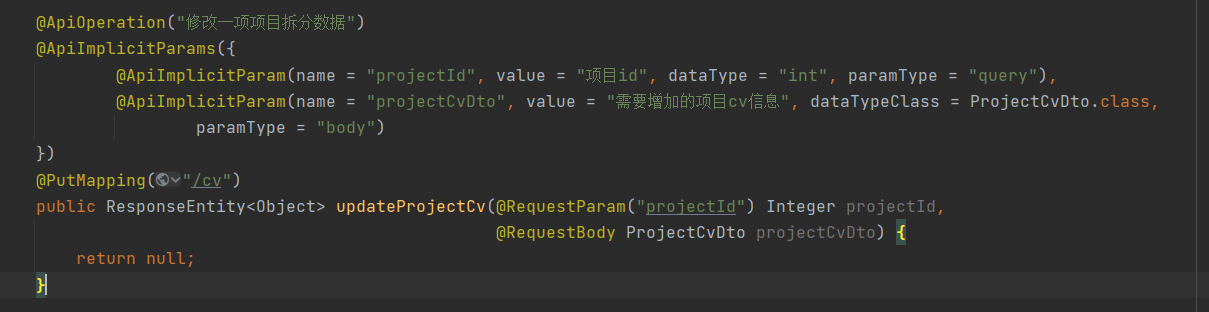 @ApiOperation("修改一项项目拆分数据")
@ApiImplicitParams({
@ApiImplicitParam(name = "projectId", value = "项目id", dataType = "int", paramType = "query"),
@ApiImplicitParam(name = "projectCvDto", value = "需要增加的项目cv信息", dataTypeClass = ProjectCvDto.class,
paramType = "body")
})
@PutMapping("/cv")
public ResponseEntity<Object> updateProjectCv(@RequestParam("projectId") Integer projectId,
@RequestBody ProjectCvDto projectCvDto) {
return null;
}